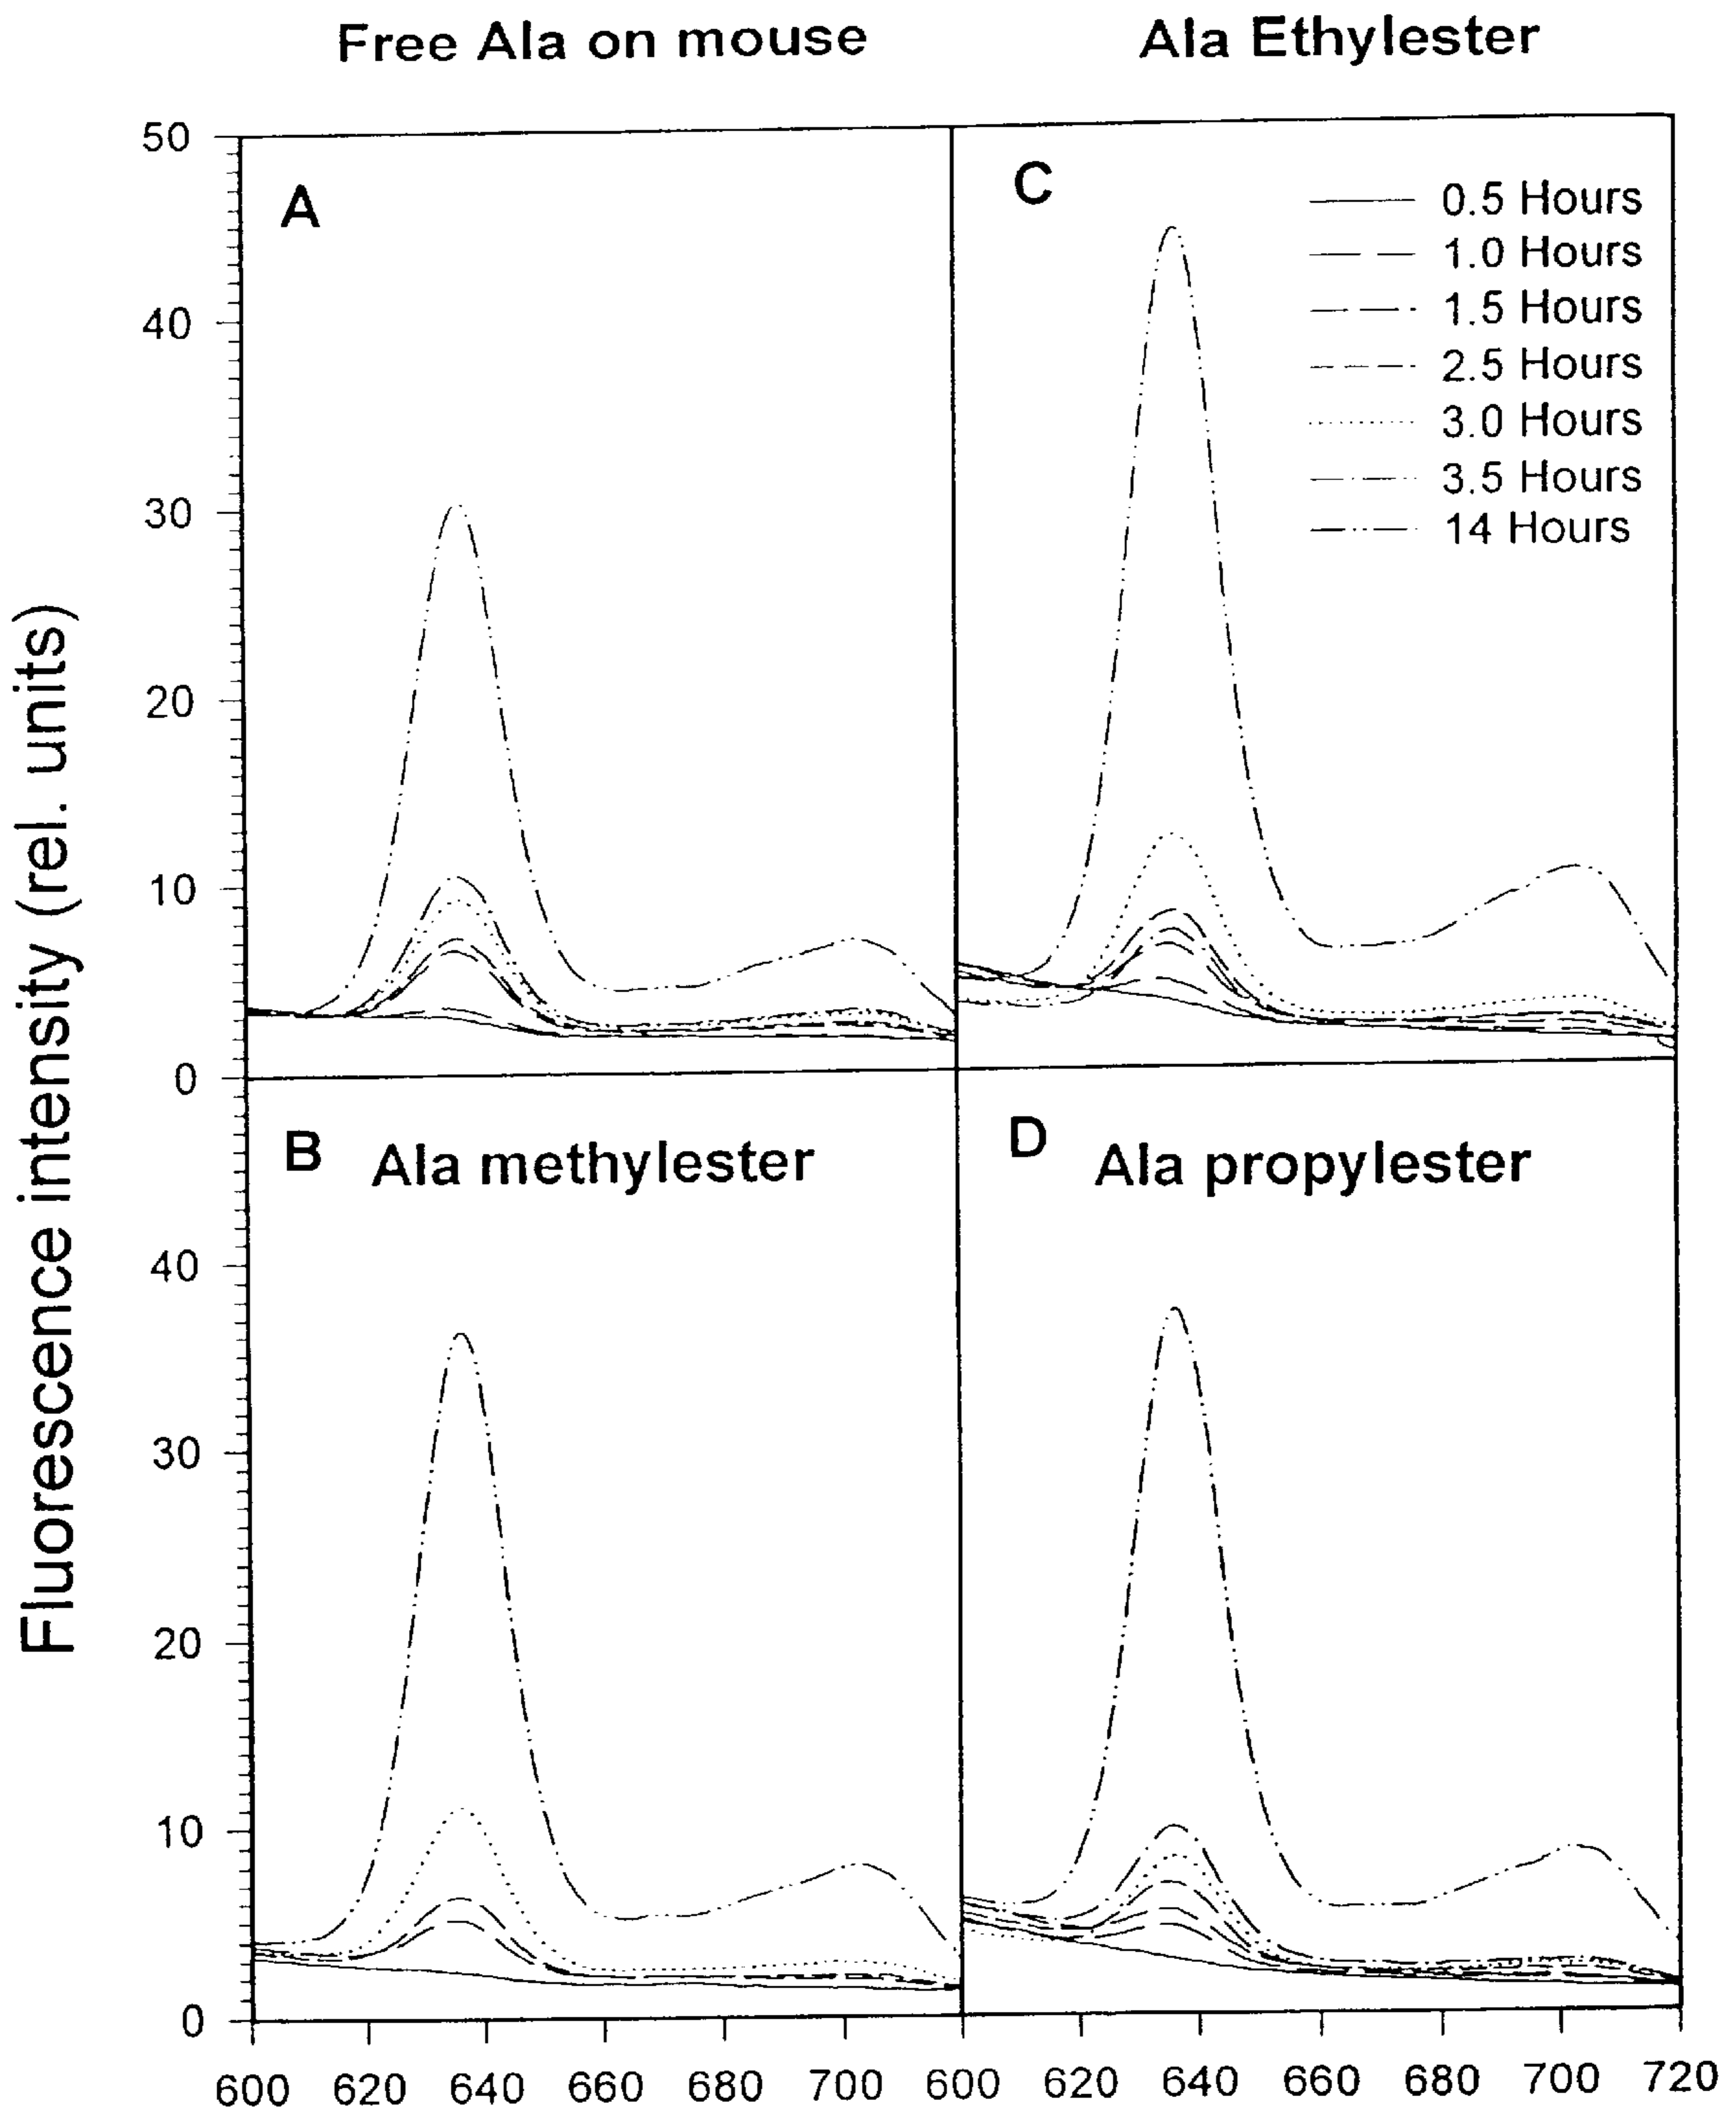 Free Ala on mouse
Ala Ethylester
Fluorescence intensity (rel. units)
50
40
30
20
10
0
40
30
20
10
0
A
C
0.5 Hours
1.0 Hours
1.5 Hours
2.5 Hours
3.0 Hours
3.5 Hours
14 Hours
B Ala methylester
D Ala propylester
600 620 640 660 680 700 600 620 640 660 680 700 720